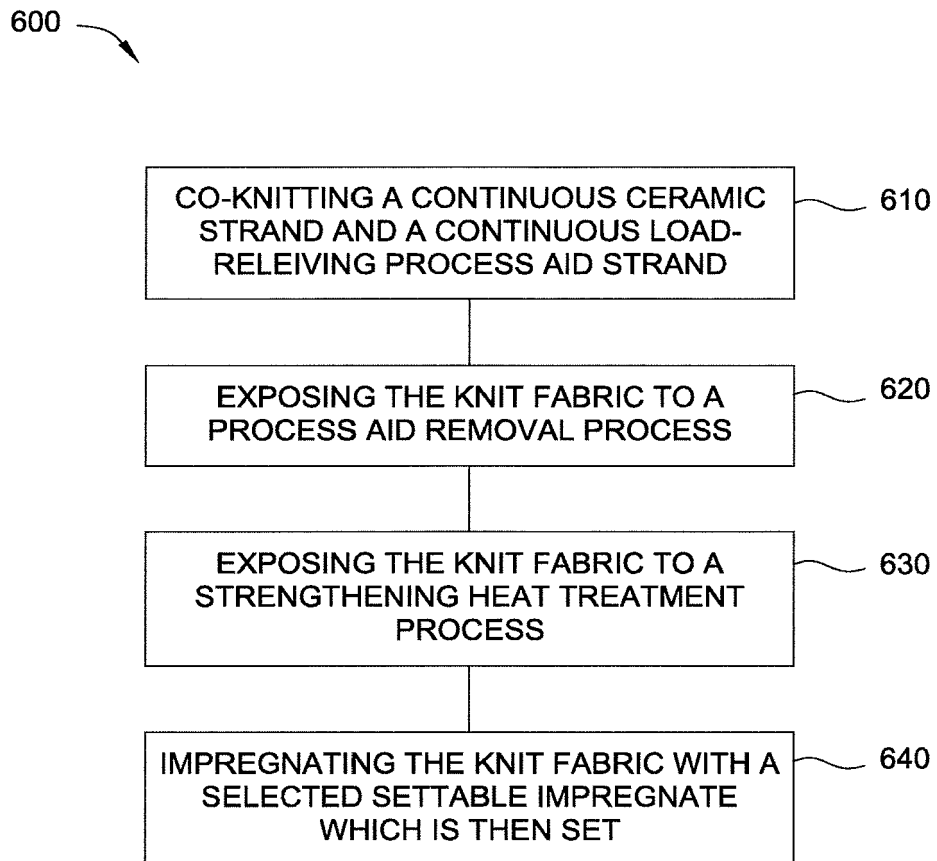 600
CO-KNITTING A CONTINUOUS CERAMIC
STRAND AND A CONTINUOUS LOAD-
RELEIVING PROCESS AID STRAND
610
EXPOSING THE KNIT FABRIC TO A
PROCESS AID REMOVAL PROCESS
620
EXPOSING THE KNIT FABRIC TO A
STRENGTHENING HEAT TREATMENT
PROCESS
630
IMPREGNATING THE KNIT FABRIC WITH A
SELECTED SETTABLE IMPREGNATE
WHICH IS THEN SET
640